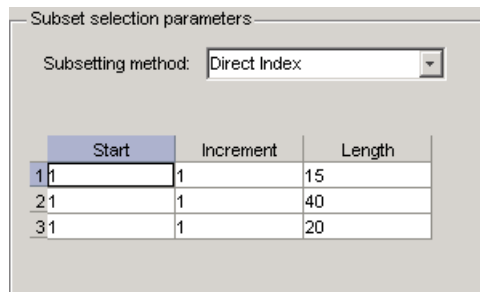 Subset selection parameters
Subsetting method: Direct Index
Start Increment Length
1 1 1 15
2 1 1 40
3 1 1 20